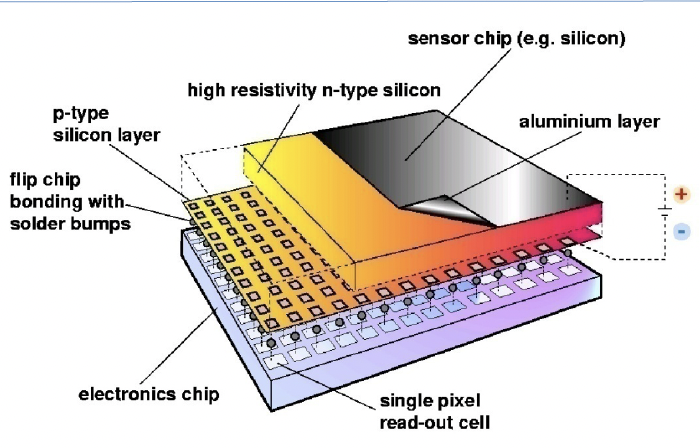 sensor chip (e.g. silicon)
high resistivity n-type silicon
p-type
silicon layer
aluminium layer
flip chip
bonding with
solder bumps
+
-
electronics chip
single pixel
read-out cell